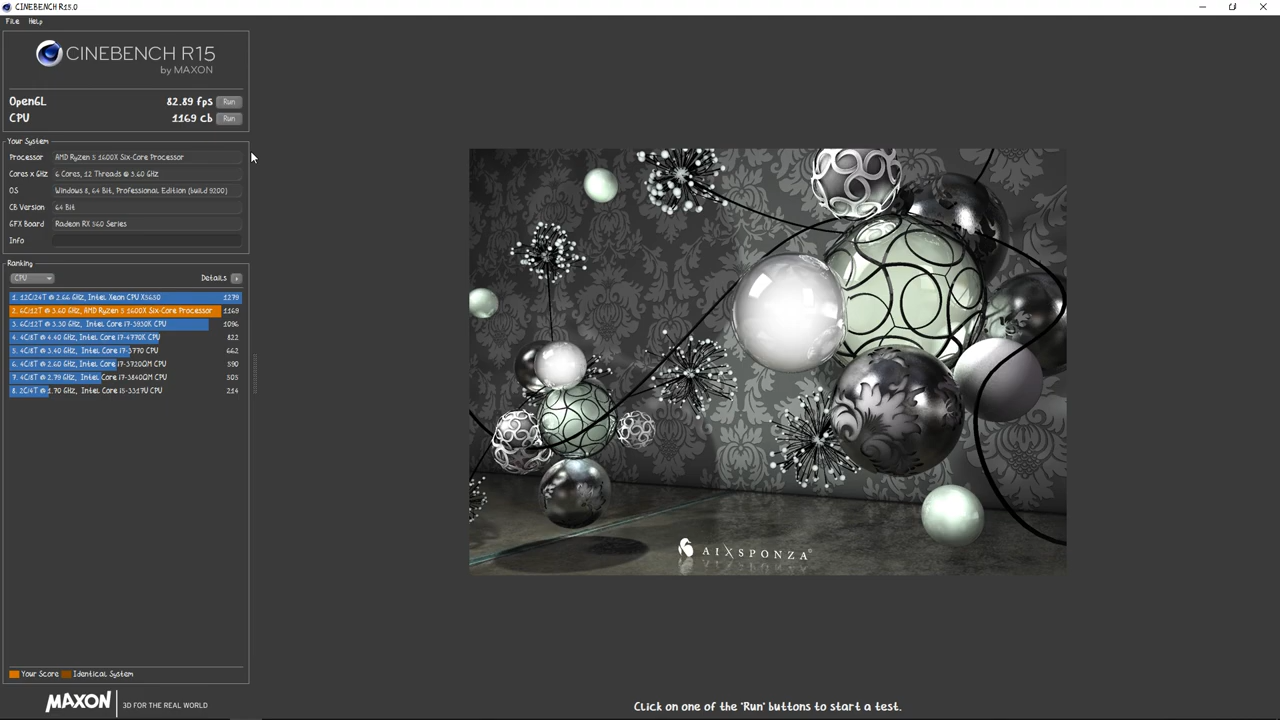 CINEBENCH R15.0
File Help
CINEBENCH R15
by MAXON
OpenGL 82.89 fps Run
CPU 1169 cb Run
Your System
Processor AMD Ryzen 5 1600X Six-Core Processor
Cores x GHz 6 Cores, 12 Threads @ 3.60 GHz
OS Windows 8, 64 Bit, Professional Edition (build 9200)
CB Version 64 Bit
GFX Board Radeon RX 560 Series
Info
Ranking
CPU Details
1. 12C/24T @ 2.66 GHz, Intel Xeon CPU X5650 1279
2. 6C/12T @ 3.60 GHz, AMD Ryzen 5 1600X Six-Core Processor 1169
3. 6C/12T @ 3.30 GHz, Intel Core i7-3930K CPU 1096
4. 4C/8T @ 4.40 GHz, Intel Core i7-4770K CPU 822
5. 4C/8T @ 3.40 GHz, Intel Core i7-3770 CPU 662
6. 4C/8T @ 2.60 GHz, Intel Core i7-3720QM CPU 590
7. 4C/8T @ 2.79 GHz, Intel Core i7-3840QM CPU 505
8. 2C/4T @ 1.70 GHz, Intel Core i5-3317U CPU 214
AIXSPONZA
Your Score Identical System
MAXON 3D FOR THE REAL WORLD
Click on one of the 'Run' buttons to start a test.